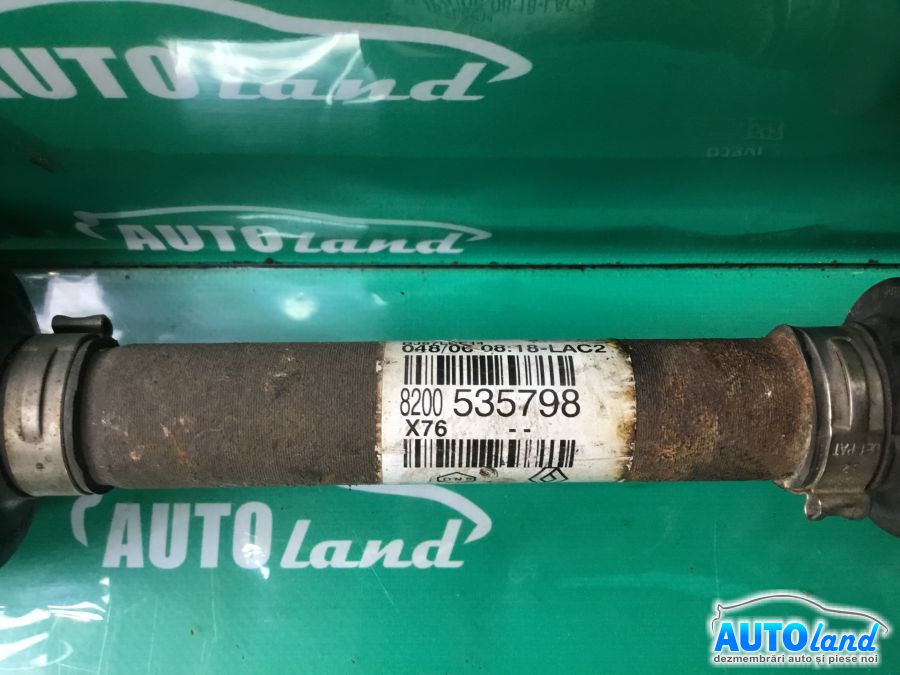 AUTOland
AUTOland
048/06 08:18-LAC2
8200 535798
X76 - -
AUTOland
AUTOland
dezmembrări auto și piese noi